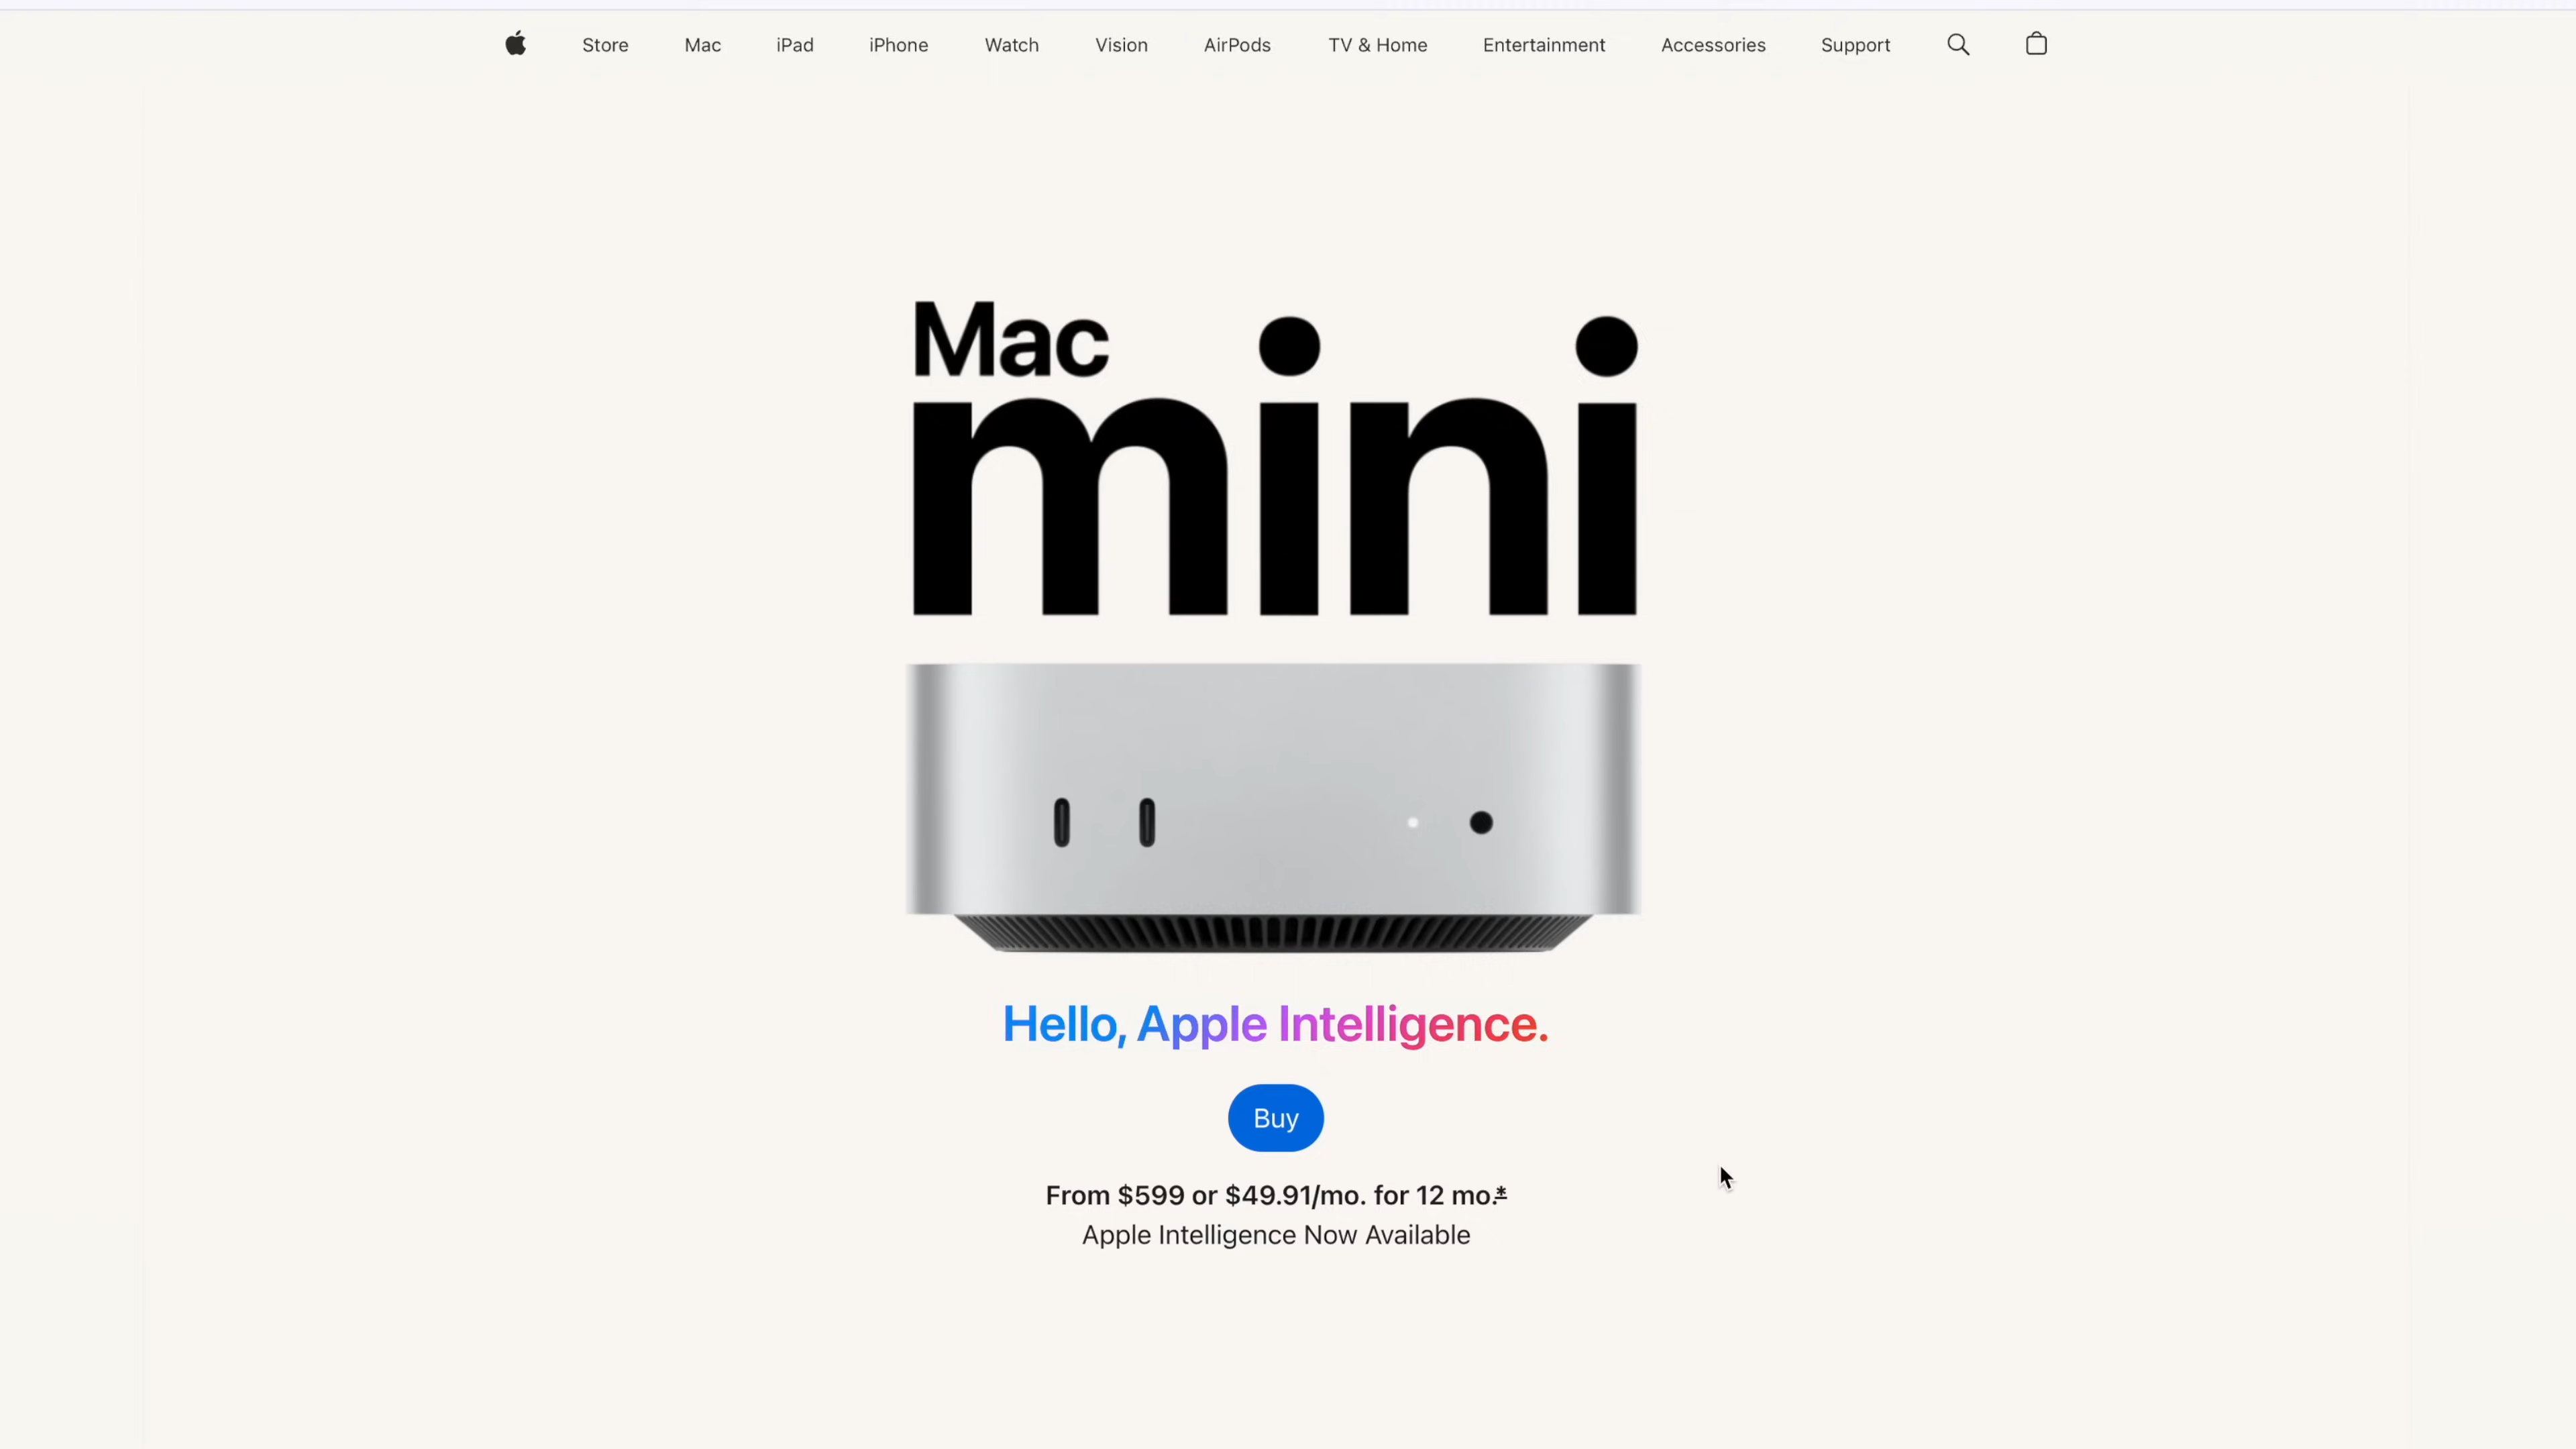 Store Mac iPad iPhone Watch Vision AirPods TV & Home Entertainment Accessories Support
Mac
mini
Hello, Apple Intelligence.
Buy
From $599 or $49.91/mo. for 12 mo.*
Apple Intelligence Now Available